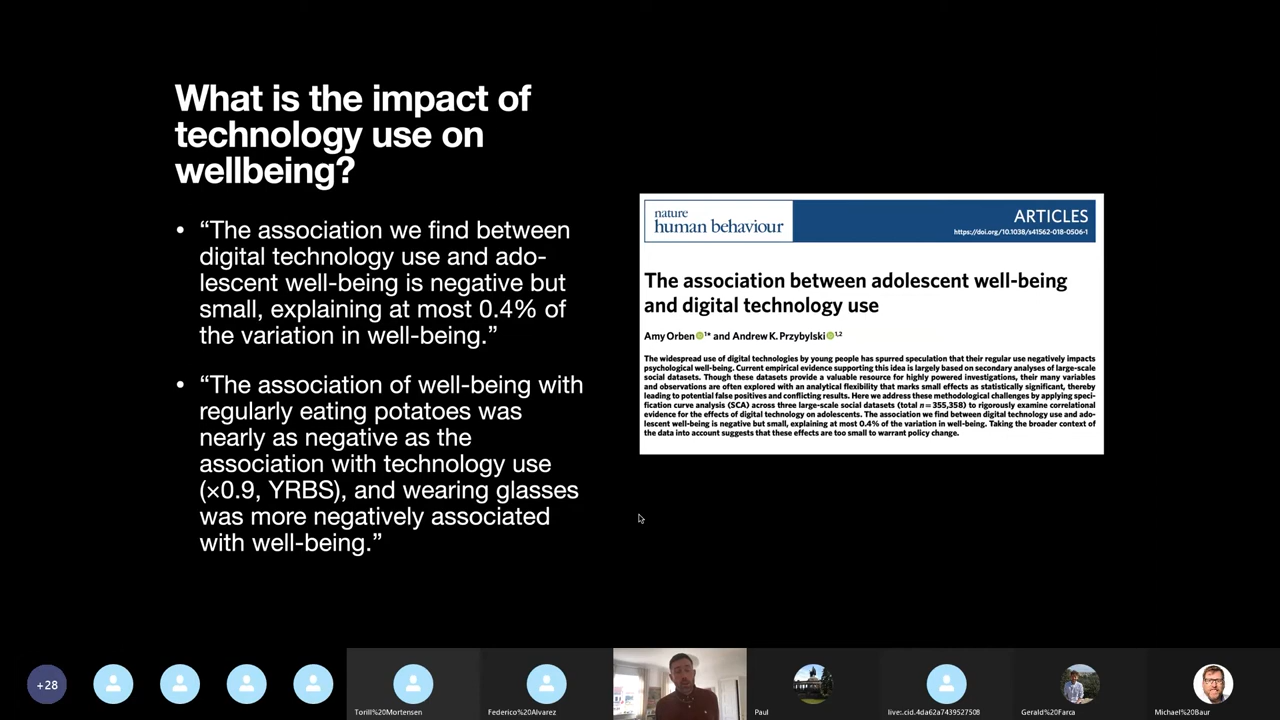 What is the impact of
technology use on
wellbeing?
• “The association we find between
digital technology use and ado-
lescent well-being is negative but
small, explaining at most 0.4% of
the variation in well-being.”
• “The association of well-being with
regularly eating potatoes was
nearly as negative as the
association with technology use
(×0.9, YRBS), and wearing glasses
was more negatively associated
with well-being.”
nature
human behaviour
ARTICLES
https://doi.org/10.1038/s41562-018-0506-1
The association between adolescent well-being
and digital technology use
Amy Orben 1* and Andrew K. Przybylski 1,2
The widespread use of digital technologies by young people has spurred speculation that their regular use negatively impacts
psychological well-being. Current empirical evidence supporting this idea is largely based on secondary analyses of large-scale
social datasets. Though these datasets provide a valuable resource for highly powered investigations, their many variables
and observations are often explored with an analytical flexibility that marks small effects as statistically significant, thereby
leading to potential false positives and conflicting results. Here we address these methodological challenges by applying speci-
fication curve analysis (SCA) across three large-scale social datasets (total n = 355,358) to rigorously examine correlational
evidence for the effects of digital technology on adolescents. The association we find between digital technology use and ado-
lescent well-being is negative but small, explaining at most 0.4% of the variation in well-being. Taking the broader context of
the data into account suggests that these effects are too small to warrant policy change.
+28
Torill%20Mortensen
Federico%20Alvarez
Paul
live:.cid.4da62a7439527508
Gerald%20Farca
Michael%20Baur